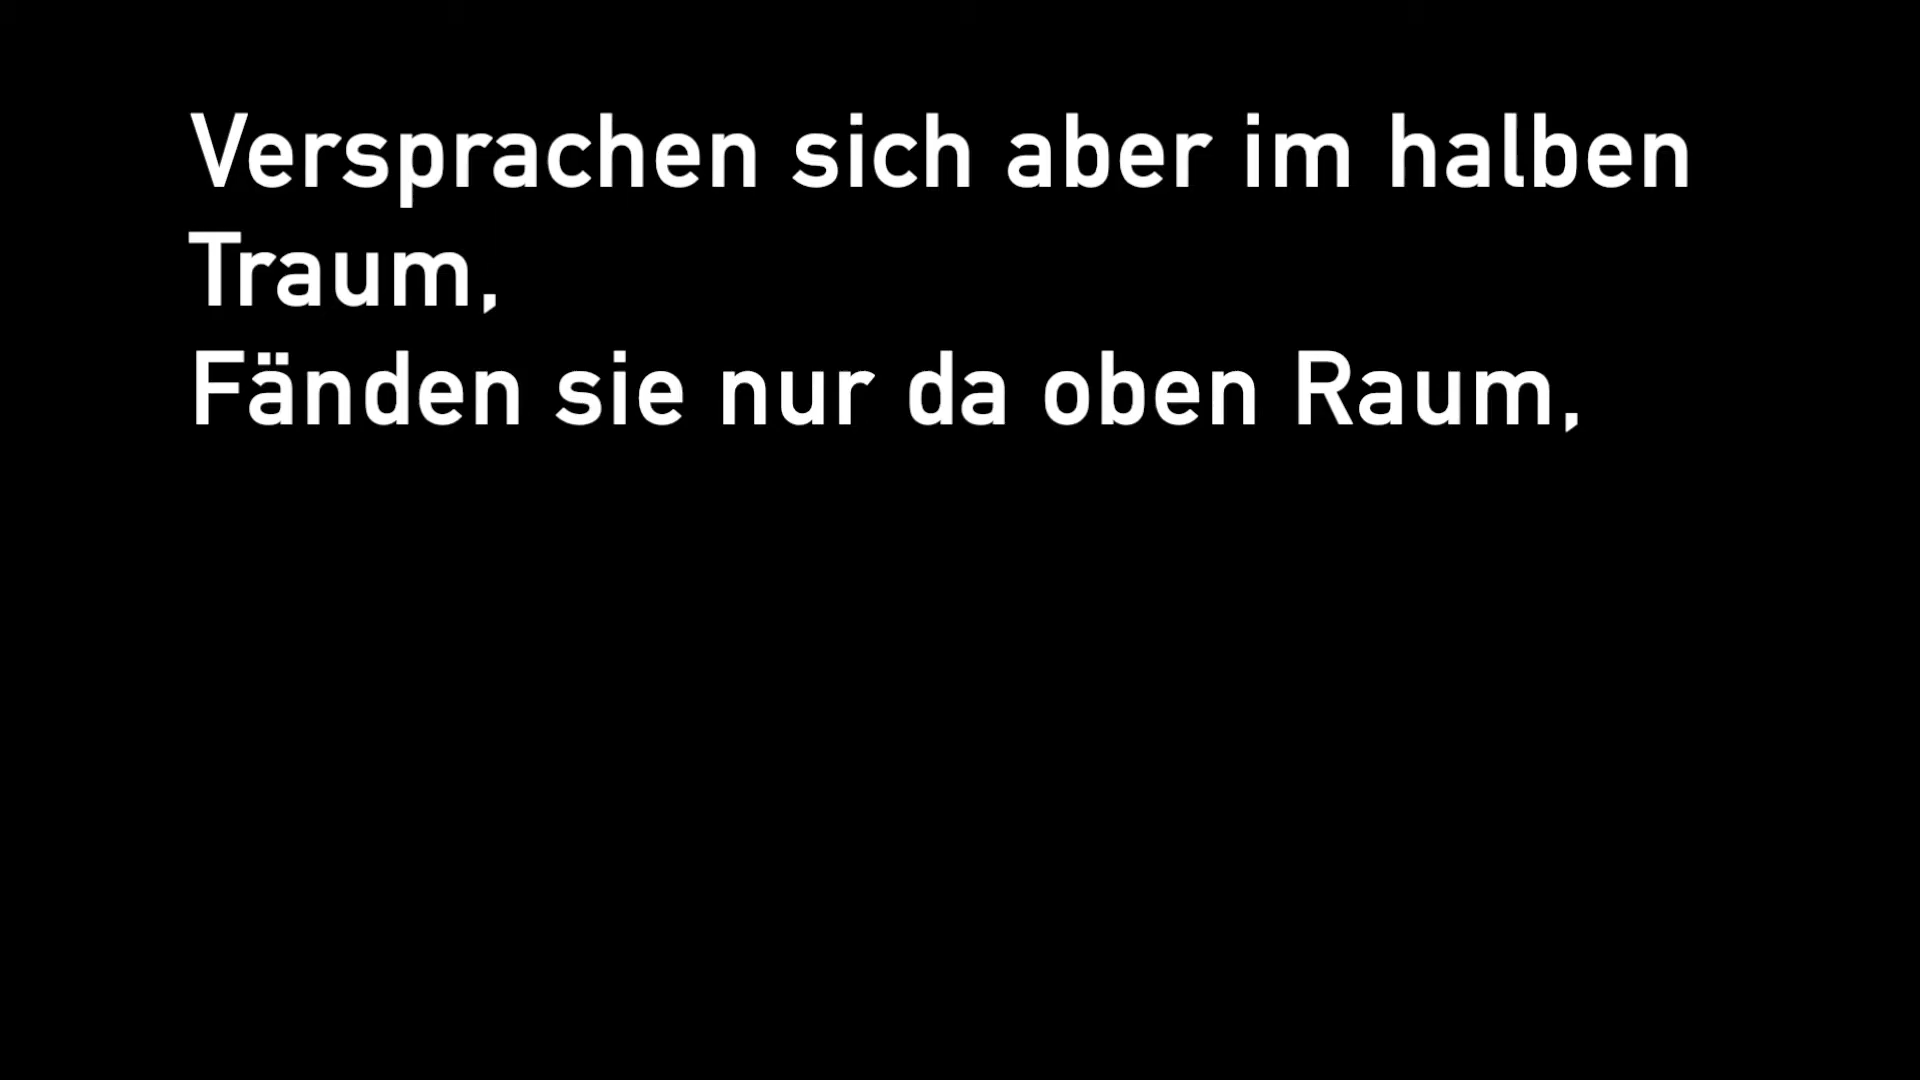 Versprachen sich aber im halben
Traum,
Fänden sie nur da oben Raum,